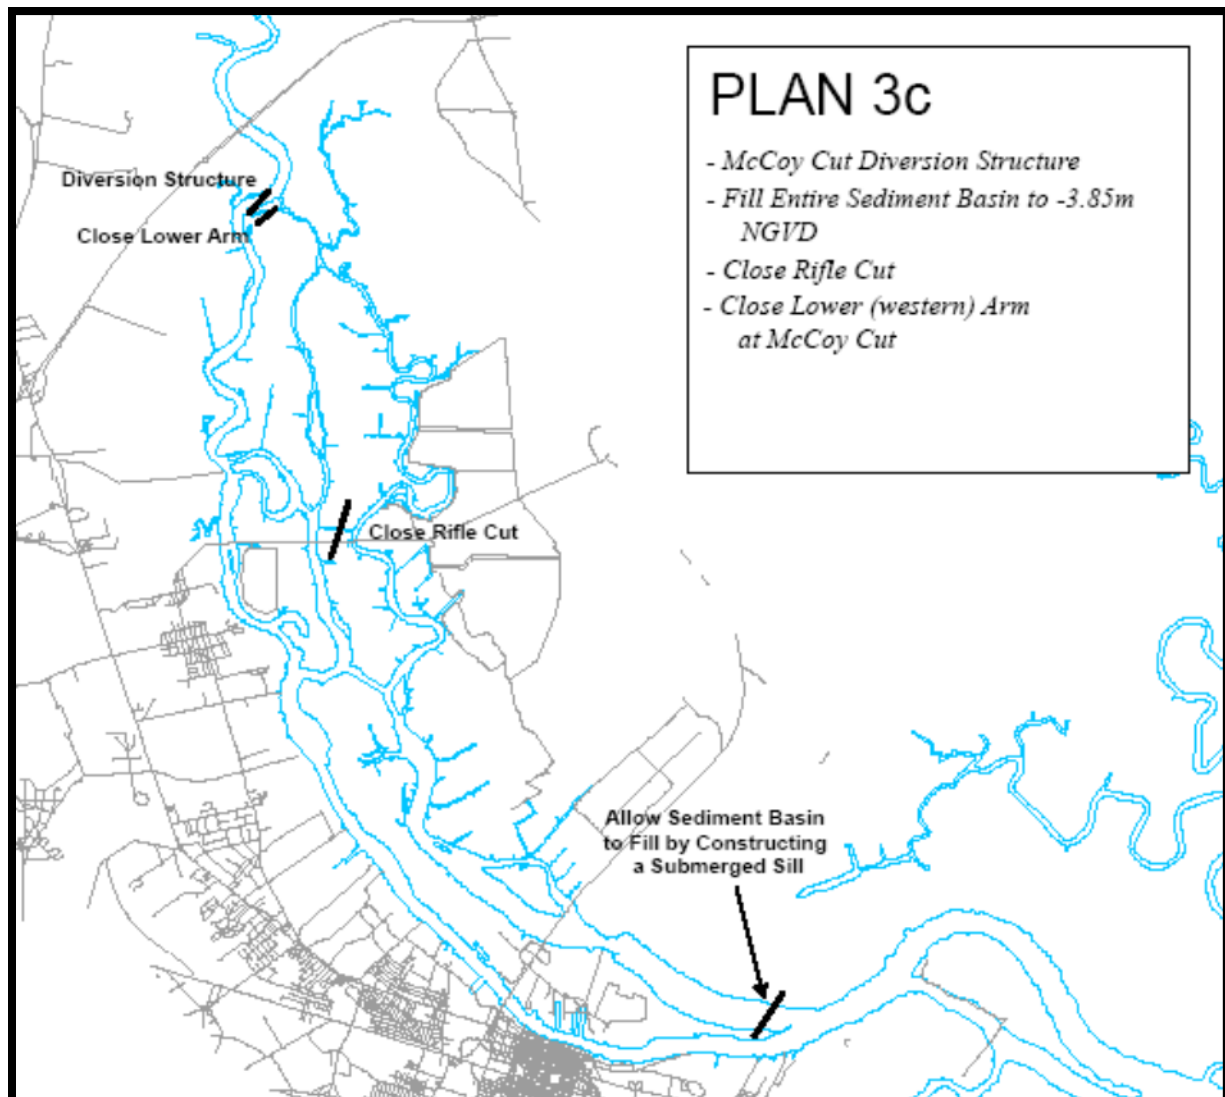 PLAN 3c
- McCoy Cut Diversion Structure
- Fill Entire Sediment Basin to -3.85m
NGVD
- Close Rifle Cut
- Close Lower (western) Arm
at McCoy Cut
Diversion Structure
Close Lower Arm
Close Rifle Cut
Allow Sediment Basin
to Fill by Constructing
a Submerged Sill